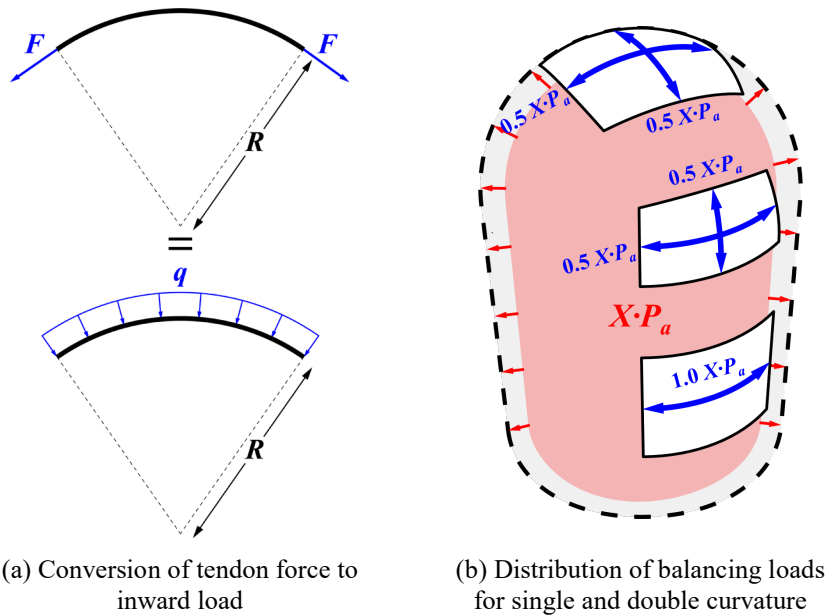 F
F
R
=
q
R
(a) Conversion of tendon force to
inward load
0.5 X·Pa
0.5 X·Pa
0.5 X·Pa
0.5 X·Pa
X·Pa
1.0 X·Pa
(b) Distribution of balancing loads
for single and double curvature